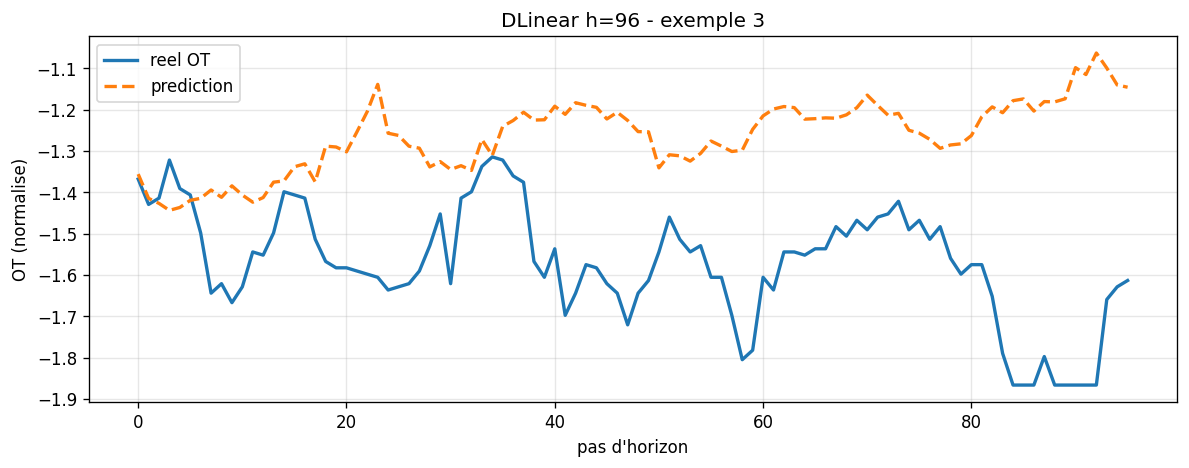 DLinear h=96 - exemple 3
reel OT
prediction
OT (normalise)
−1.1
−1.2
−1.3
−1.4
−1.5
−1.6
−1.7
−1.8
−1.9
0 20 40 60 80
pas d'horizon